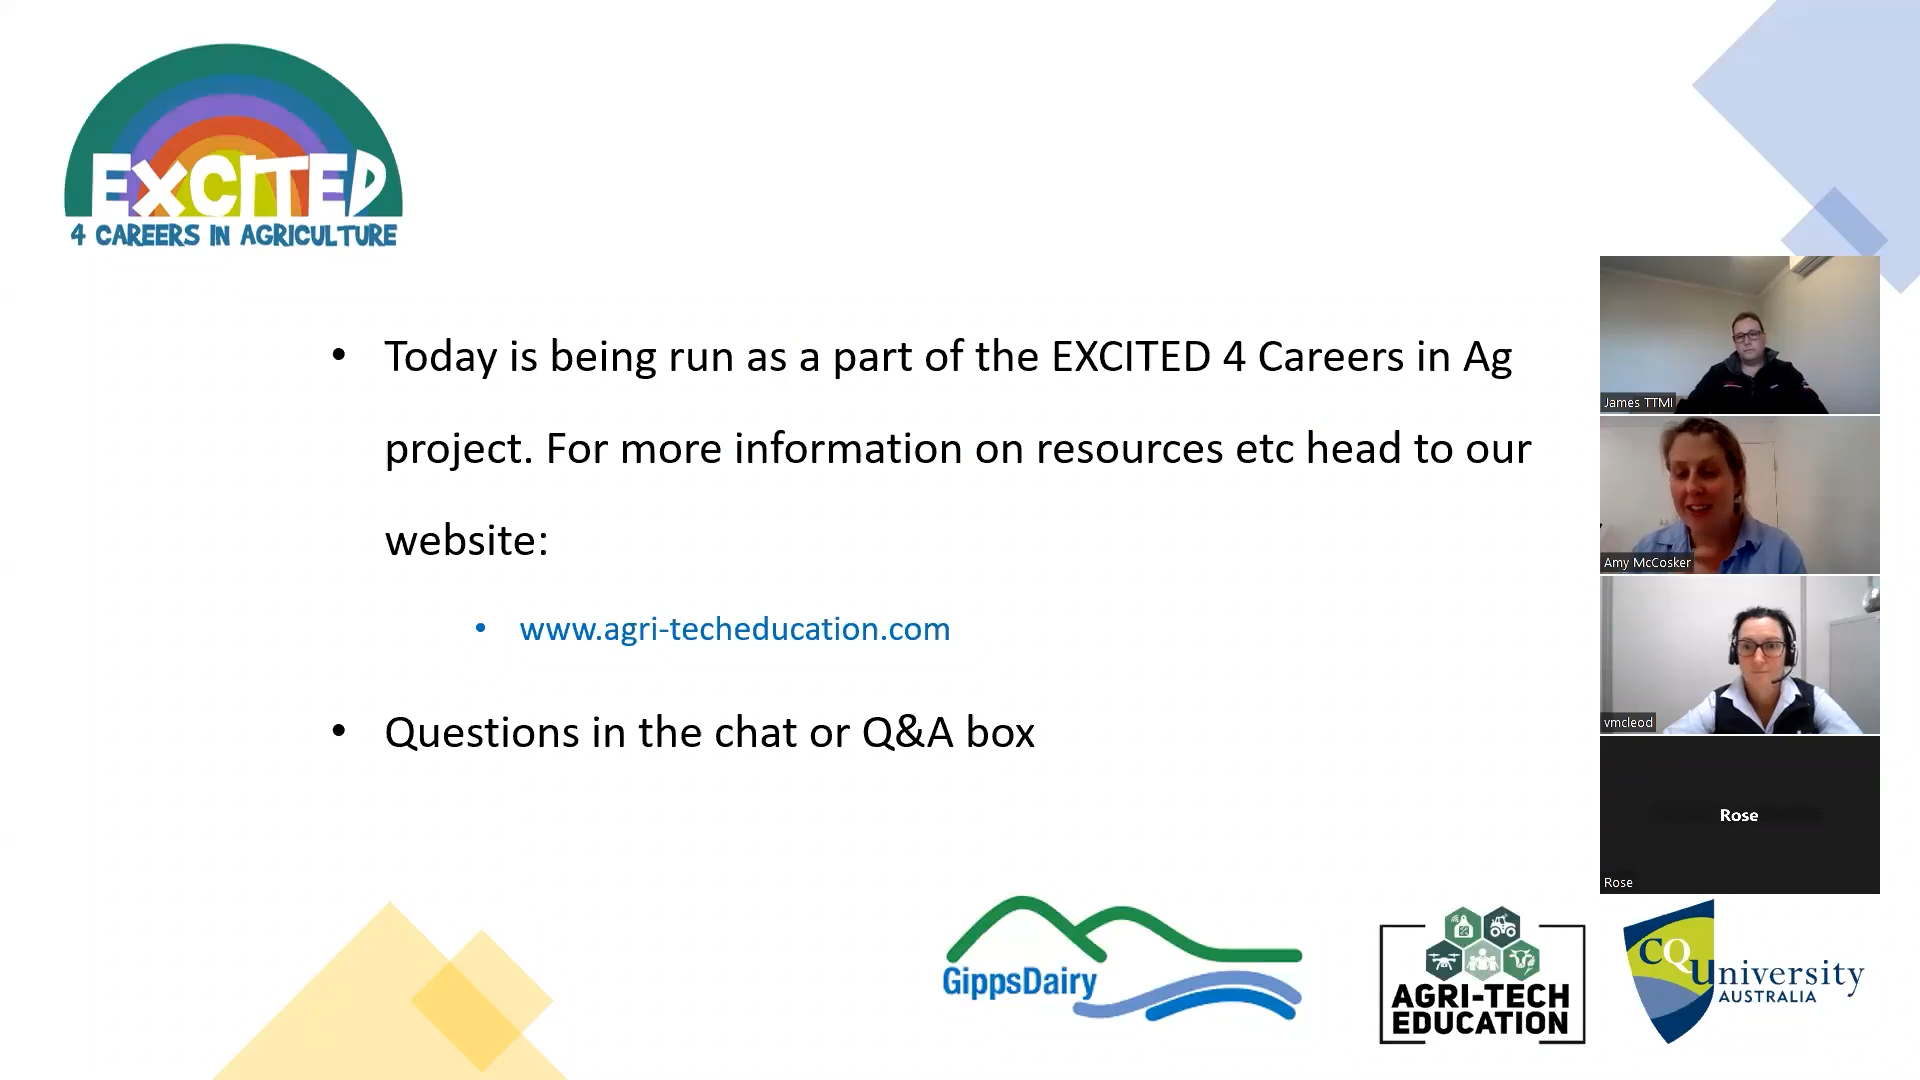 EXCITED
4 CAREERS IN AGRICULTURE
• Today is being run as a part of the EXCITED 4 Careers in Ag
project. For more information on resources etc head to our
website:
• www.agri-techeducation.com
• Questions in the chat or Q&A box
James TTMI
Amy McCosker
vmcleod
Rose
Rose
GippsDairy
AGRI-TECH
EDUCATION
CQUniversity
AUSTRALIA